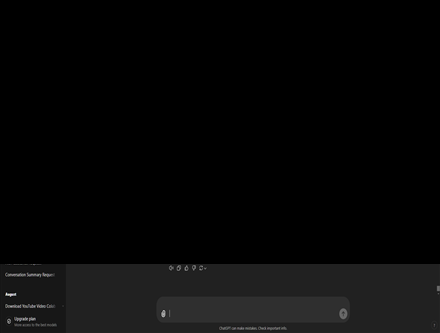 Conversation Summary Request
August
Download YouTube Video Colab
Upgrade plan
More access to the best models
ChatGPT can make mistakes. Check important info.